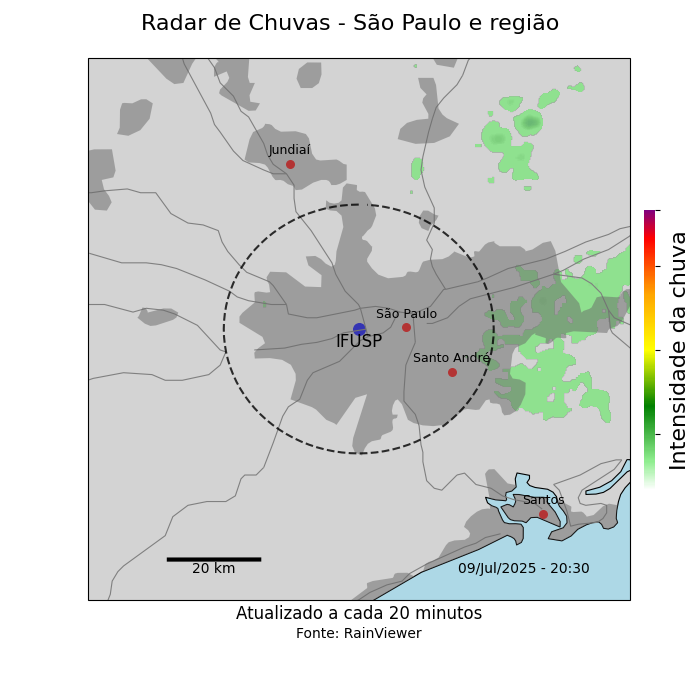 Radar de Chuvas - São Paulo e região
Jundiaí
São Paulo
IFUSP
Santo André
Intensidade da chuva
Santos
20 km
09/Jul/2025 - 20:30
Atualizado a cada 20 minutos
Fonte: RainViewer